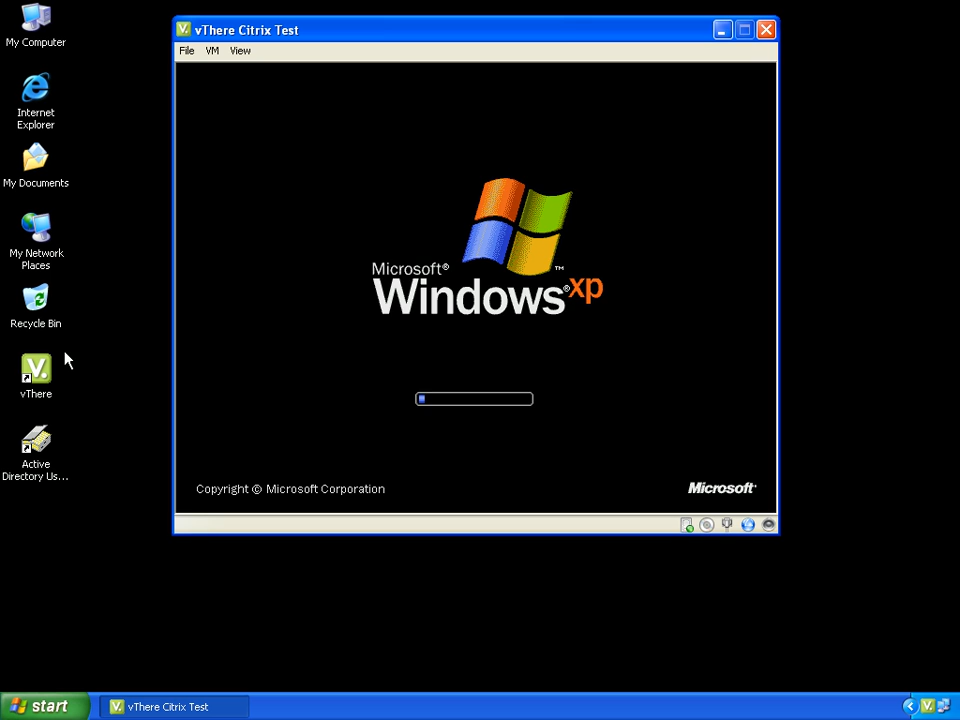 My Computer
Internet
Explorer
My Documents
My Network
Places
Recycle Bin
V.
vThere
Active
Directory Us...
V. vThere Citrix Test
File VM View
Microsoft®
Windows® xp ™
Copyright © Microsoft Corporation
Microsoft®
start
V. vThere Citrix Test
V.